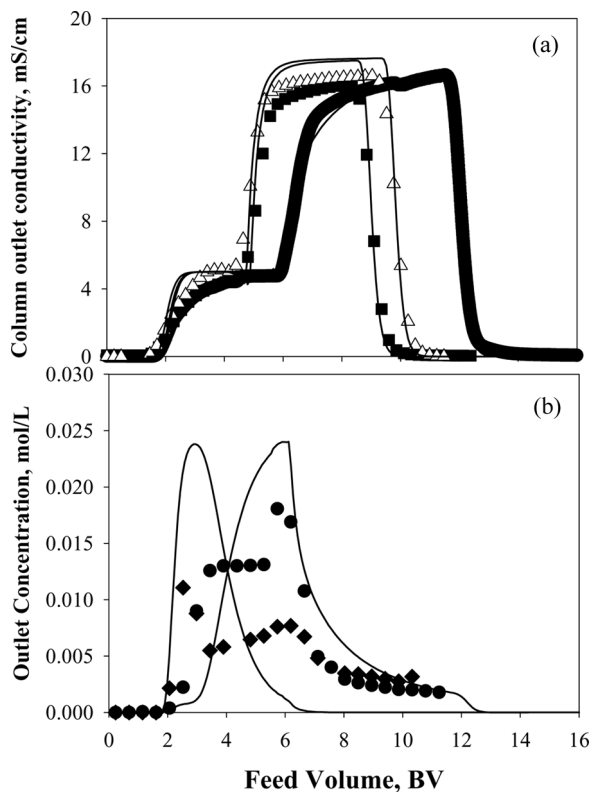 20
(a)
16
12
8
4
0
Column outlet conductivity, mS/cm
0.030
(b)
0.025
0.020
0.015
0.010
0.005
0.000
Outlet Concentration, mol/L
0 2 4 6 8 10 12 14 16
Feed Volume, BV